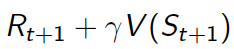 R_{t+1} + γV(S_{t+1})